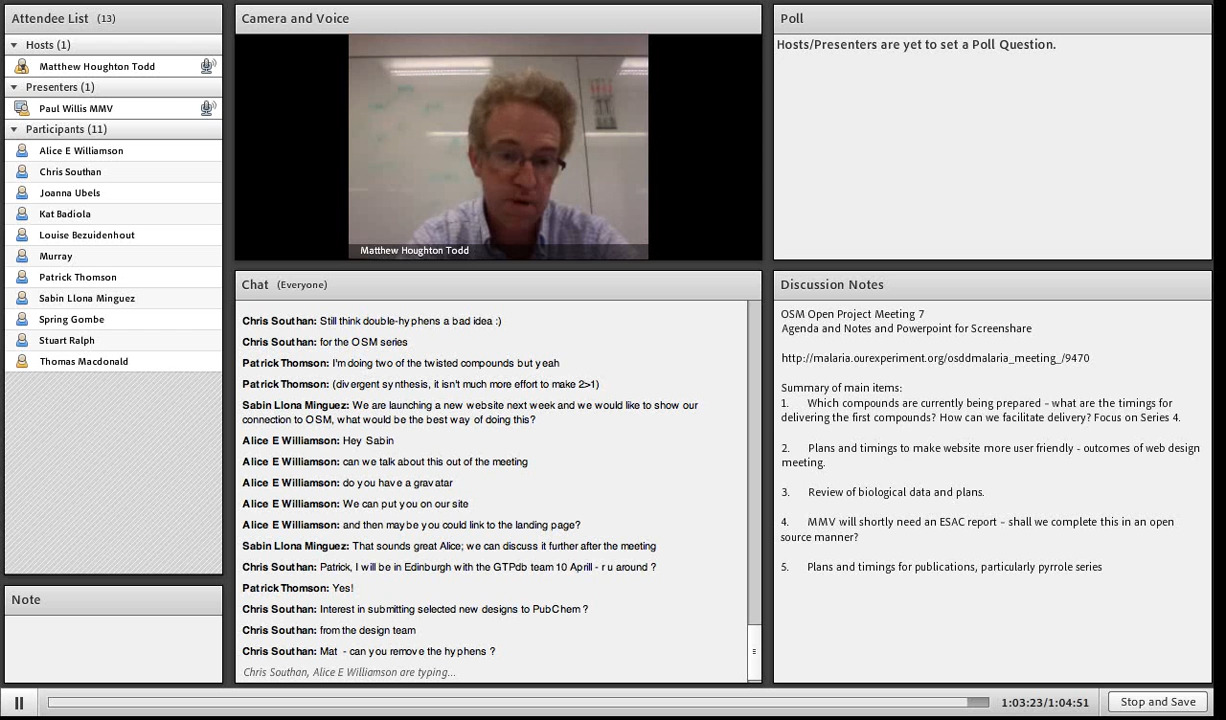 Attendee List (13)
Hosts (1)
Matthew Houghton Todd
Presenters (1)
Paul Willis MMV
Participants (11)
Alice E Williamson
Chris Southan
Joanna Ubels
Kat Badiola
Louise Bezuidenhout
Murray
Patrick Thomson
Sabin Llona Minguez
Spring Gombe
Stuart Ralph
Thomas Macdonald
Note
Camera and Voice
Matthew Houghton Todd
Chat (Everyone)
Chris Southan: Still think double-hyphens a bad idea :)
Chris Southan: for the OSM series
Patrick Thomson: I'm doing two of the twisted compounds but yeah
Patrick Thomson: (divergent synthesis, it isn't much more effort to make 2>1)
Sabin Llona Minguez: We are launching a new website next week and we would like to show our
connection to OSM, what would be the best way of doing this?
Alice E Williamson: Hey Sabin
Alice E Williamson: can we talk about this out of the meeting
Alice E Williamson: do you have a gravatar
Alice E Williamson: We can put you on our site
Alice E Williamson: and then maybe you could link to the landing page?
Sabin Llona Minguez: That sounds great Alice; we can discuss it further after the meeting
Chris Southan: Patrick, I will be in Edinburgh with the GTPdb team 10 Aprill - r u around ?
Patrick Thomson: Yes!
Chris Southan: Interest in submitting selected new designs to PubChem ?
Chris Southan: from the design team
Chris Southan: Mat - can you remove the hyphens ?
Chris Southan, Alice E Williamson are typing...
Poll
Hosts/Presenters are yet to set a Poll Question.
Discussion Notes
OSM Open Project Meeting 7
Agenda and Notes and Powerpoint for Screenshare
http://malaria.ourexperiment.org/osddmalaria_meeting_/9470
Summary of main items:
1. Which compounds are currently being prepared – what are the timings for
delivering the first compounds? How can we facilitate delivery? Focus on Series 4.
2. Plans and timings to make website more user friendly – outcomes of web design
meeting.
3. Review of biological data and plans.
4. MMV will shortly need an ESAC report – shall we complete this in an open
source manner?
5. Plans and timings for publications, particularly pyrrole series
1:03:23/1:04:51
Stop and Save